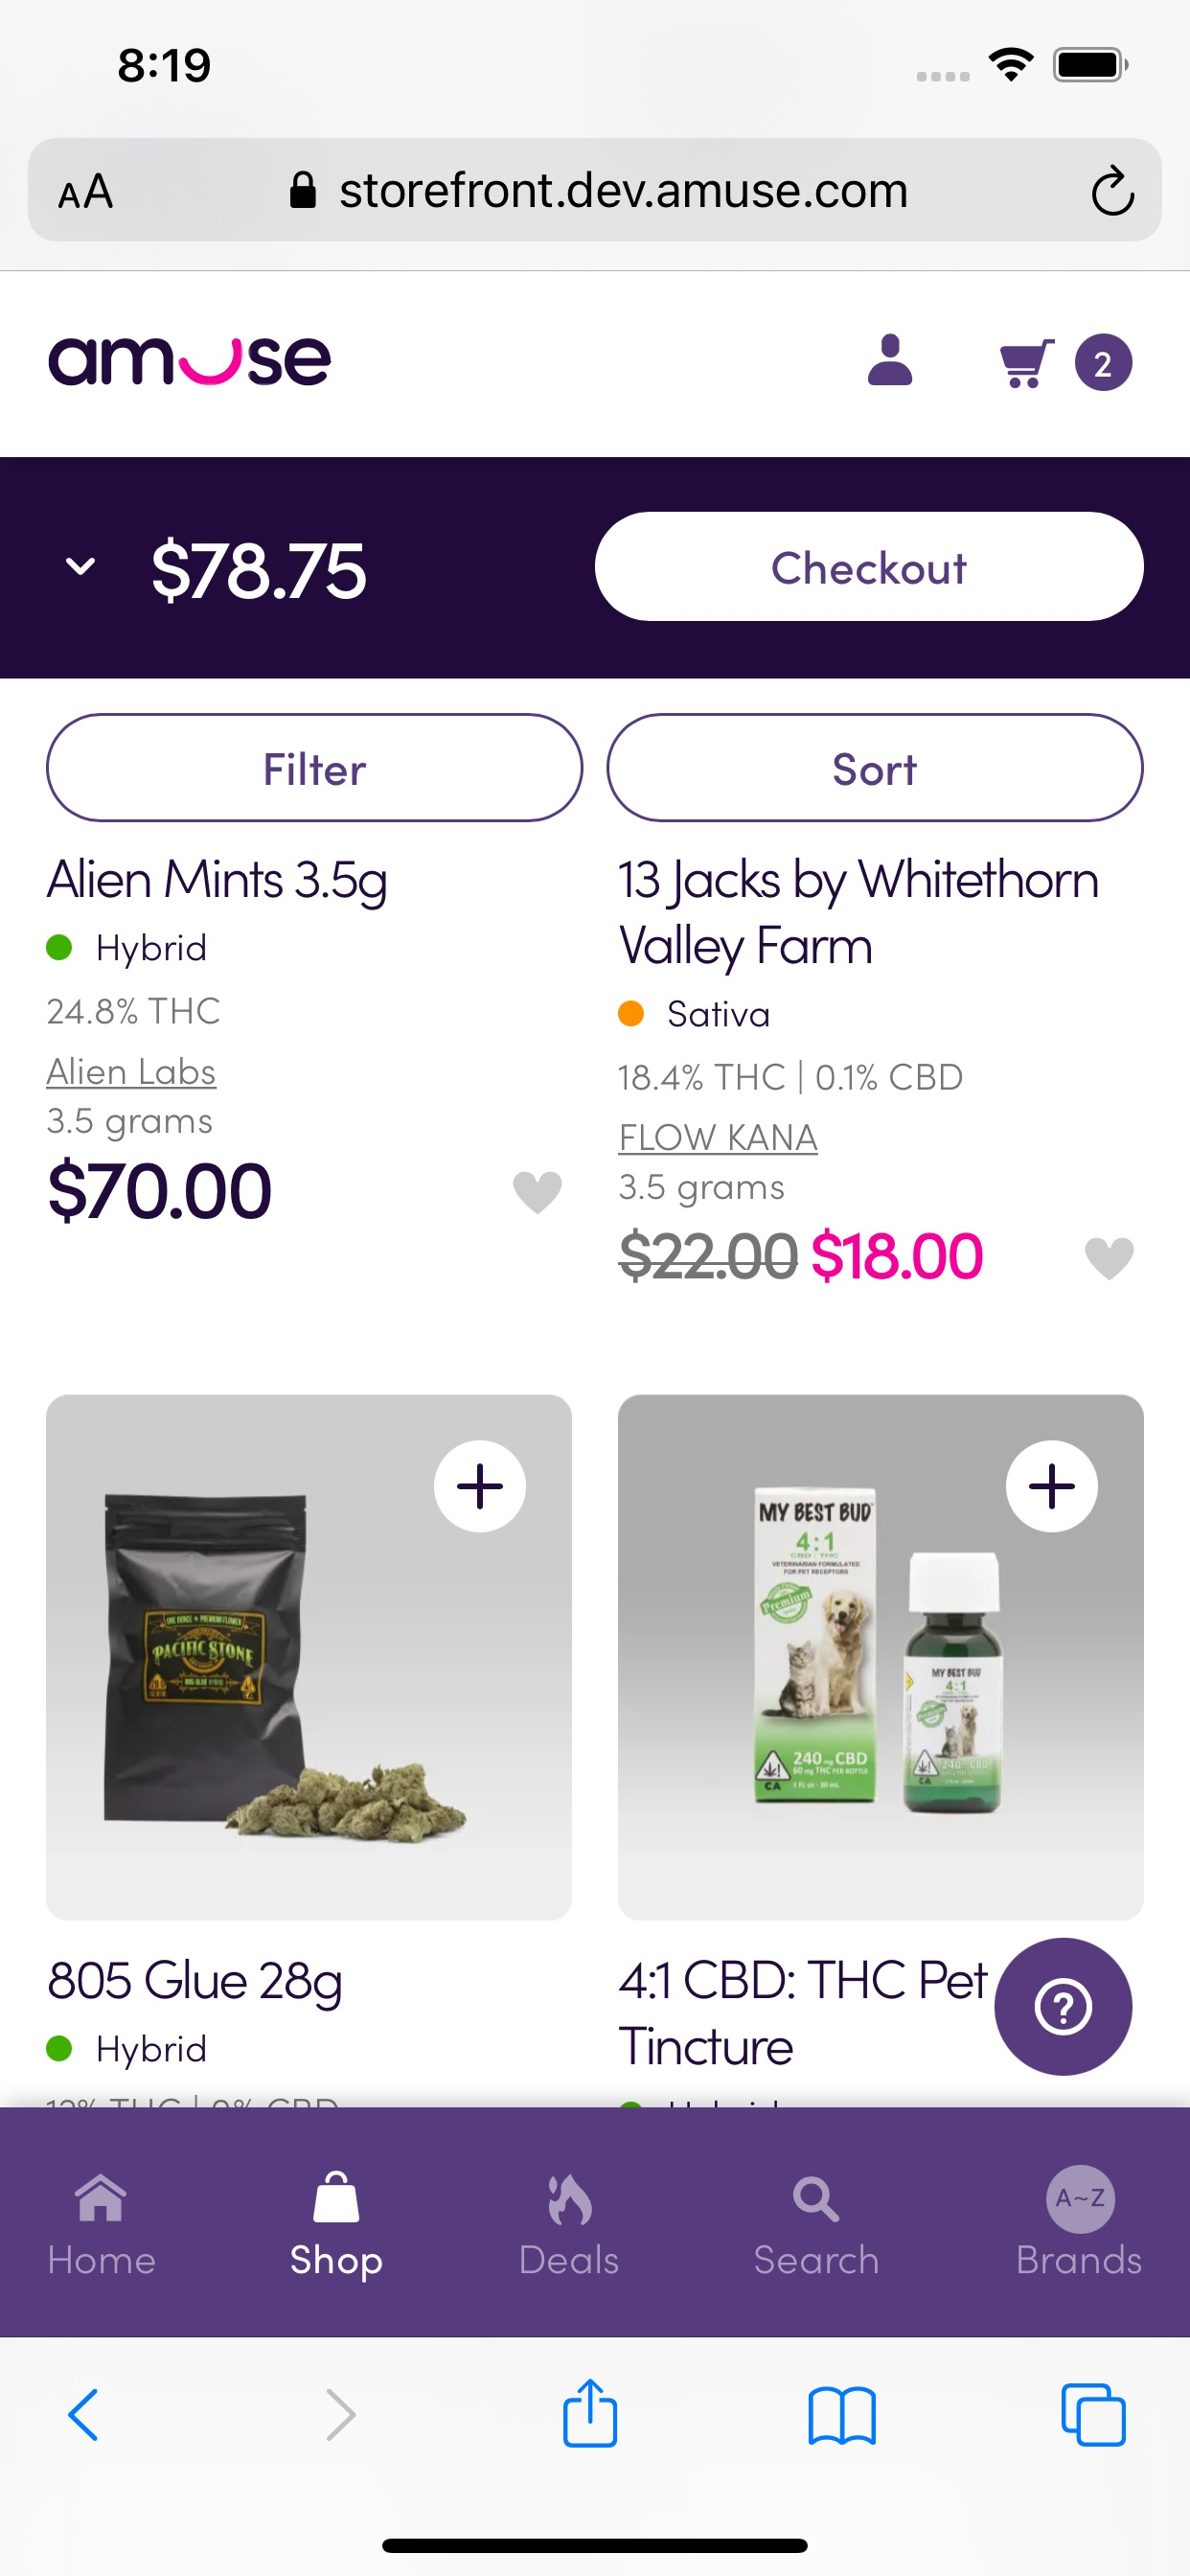 8:19
AA storefront.dev.amuse.com
amuse
2
$78.75 Checkout
Filter Sort
Alien Mints 3.5g
Hybrid
24.8% THC
Alien Labs
3.5 grams
$70.00
13 Jacks by Whitethorn
Valley Farm
Sativa
18.4% THC | 0.1% CBD
FLOW KANA
3.5 grams
$22.00 $18.00
ONE OUNCE PREMIUM FLOWER
PACIFIC STONE
805 GLUE HYBRID
MY BEST BUD
4:1
CBD : THC
VETERINARIAN FORMULATED
FOR PET RECEPTORS
Premium
240 mg CBD
60 mg THC PER BOTTLE
1 Fl oz - 30 mL
CA
MY BEST BUD
4:1
Premium
240 CBD
CA
805 Glue 28g
Hybrid
4:1 CBD: THC Pet
Tincture
Hybrid
?
Home
Shop
Deals
Search
A~Z
Brands